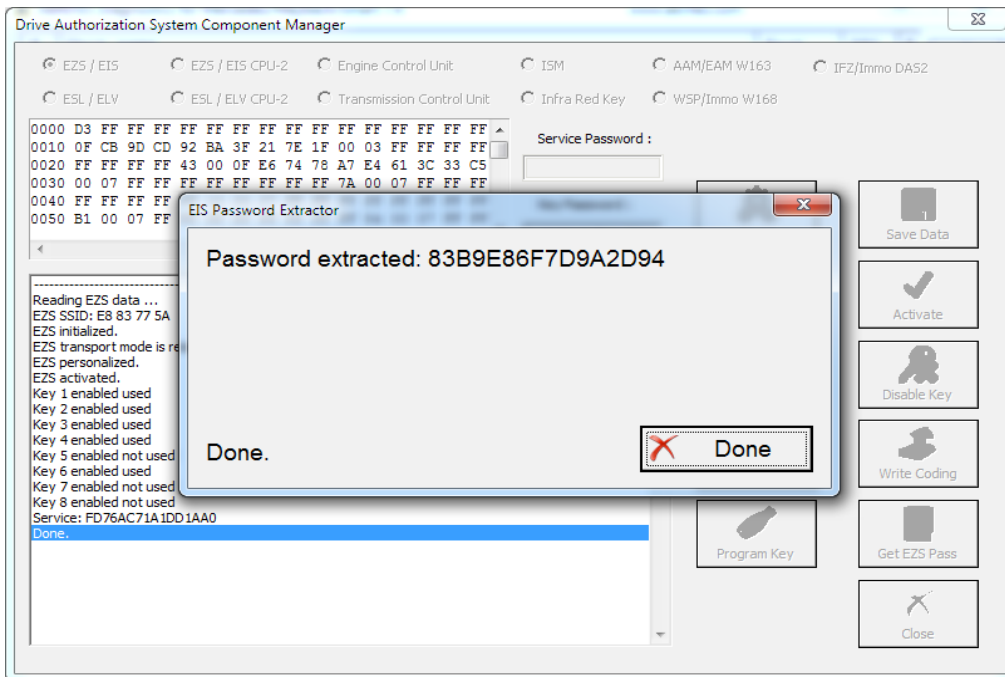 Drive Authorization System Component Manager
EZS / EIS
EZS / EIS CPU-2
Engine Control Unit
ISM
AAM/EAM W163
IFZ/Immo DAS2
ESL / ELV
ESL / ELV CPU-2
Transmission Control Unit
Infra Red Key
WSP/Immo W168
0000 D3 FF FF FF FF FF FF FF FF FF FF FF FF FF FF FF
0010 0F CB 9D CD 92 BA 3F 21 7E 1F 00 03 FF FF FF FF
0020 FF FF FF FF 43 00 0F E6 74 78 A7 E4 61 3C 33 C5
0030 00 07 FF FF FF FF FF FF FF FF 7A 00 07 FF FF FF
0040 FF FF FF FF
0050 B1 00 07 FF
Service Password :
EIS Password Extractor
Password extracted: 83B9E86F7D9A2D94
Done.
Done
Reading EZS data ...
EZS SSID: E8 83 77 5A
EZS initialized.
EZS transport mode is re
EZS personalized.
EZS activated.
Key 1 enabled used
Key 2 enabled used
Key 3 enabled used
Key 4 enabled used
Key 5 enabled not used
Key 6 enabled used
Key 7 enabled not used
Key 8 enabled not used
Service: FD76AC71A1DD1AA0
Done.
Save Data
Activate
Disable Key
Write Coding
Program Key
Get EZS Pass
Close